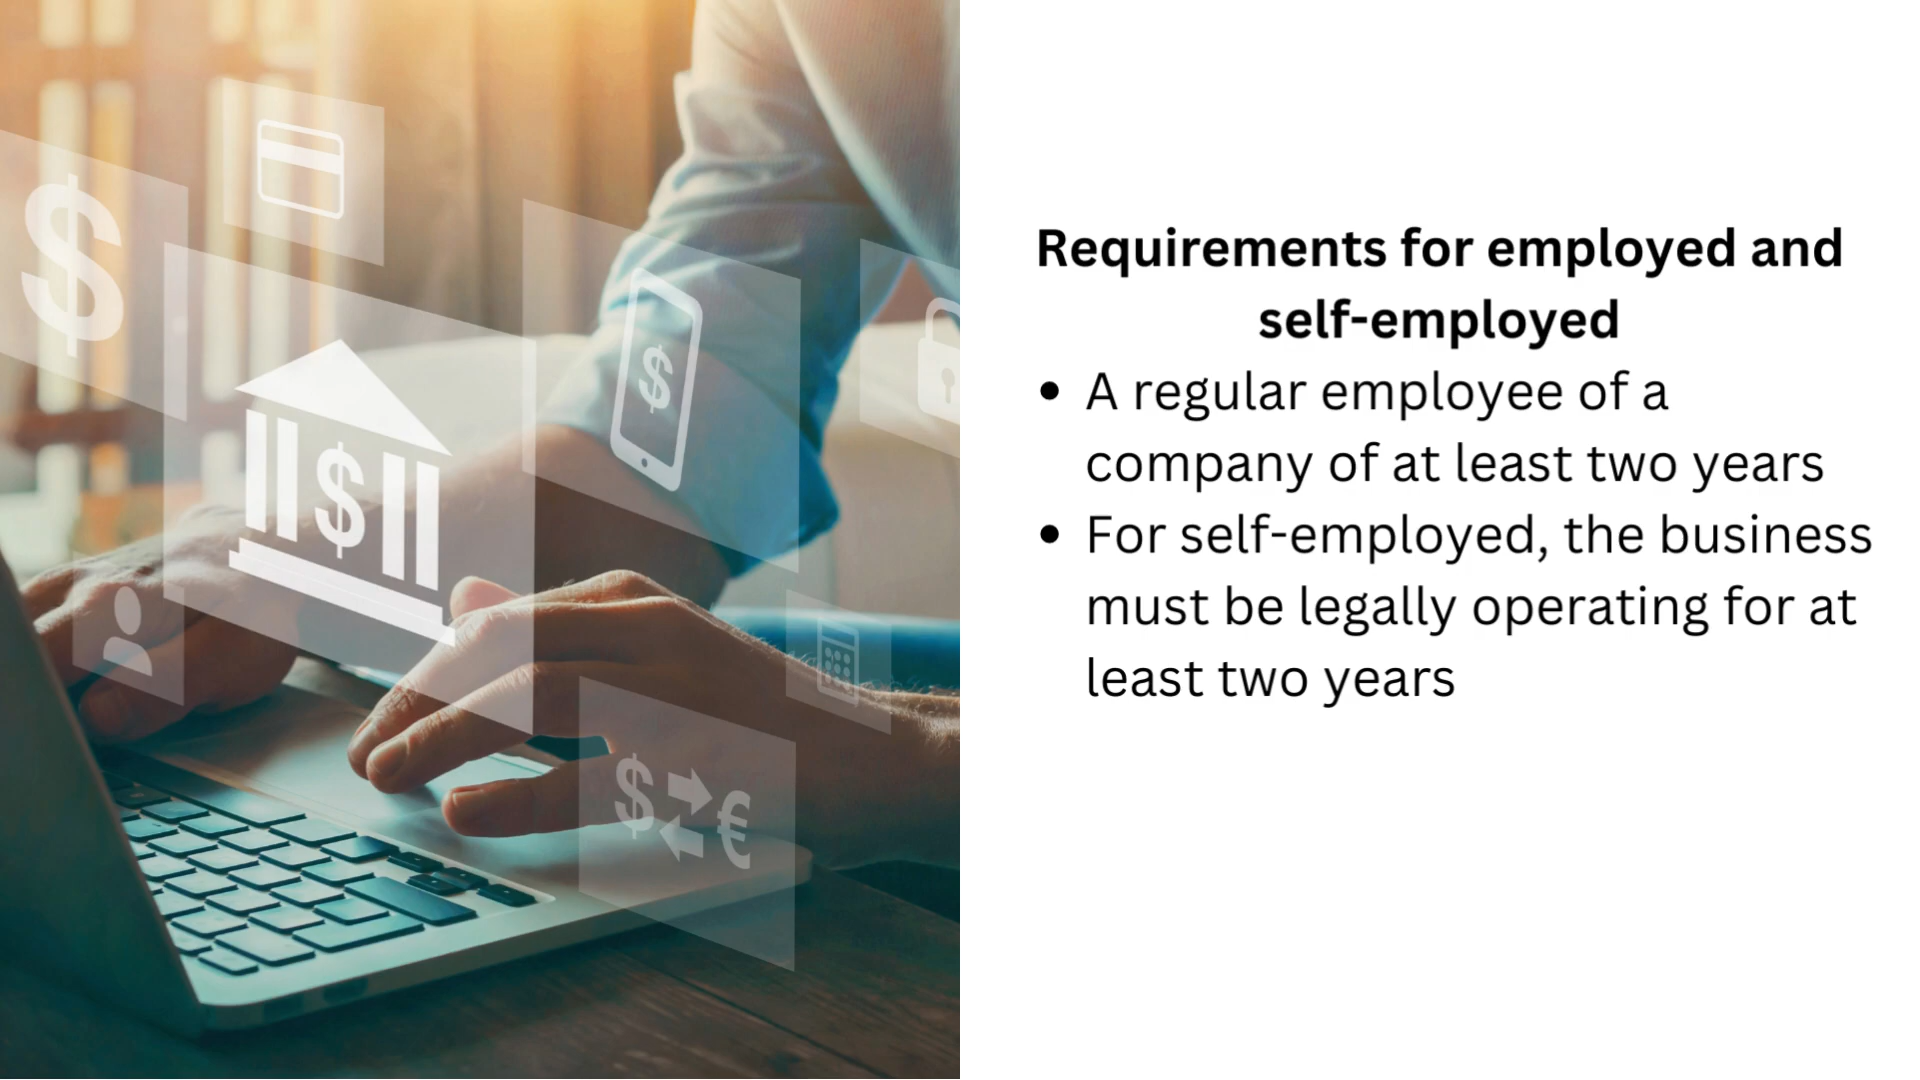 $
$
$
$
€
Requirements for employed and
self-employed
• A regular employee of a
company of at least two years
• For self-employed, the business
must be legally operating for at
least two years